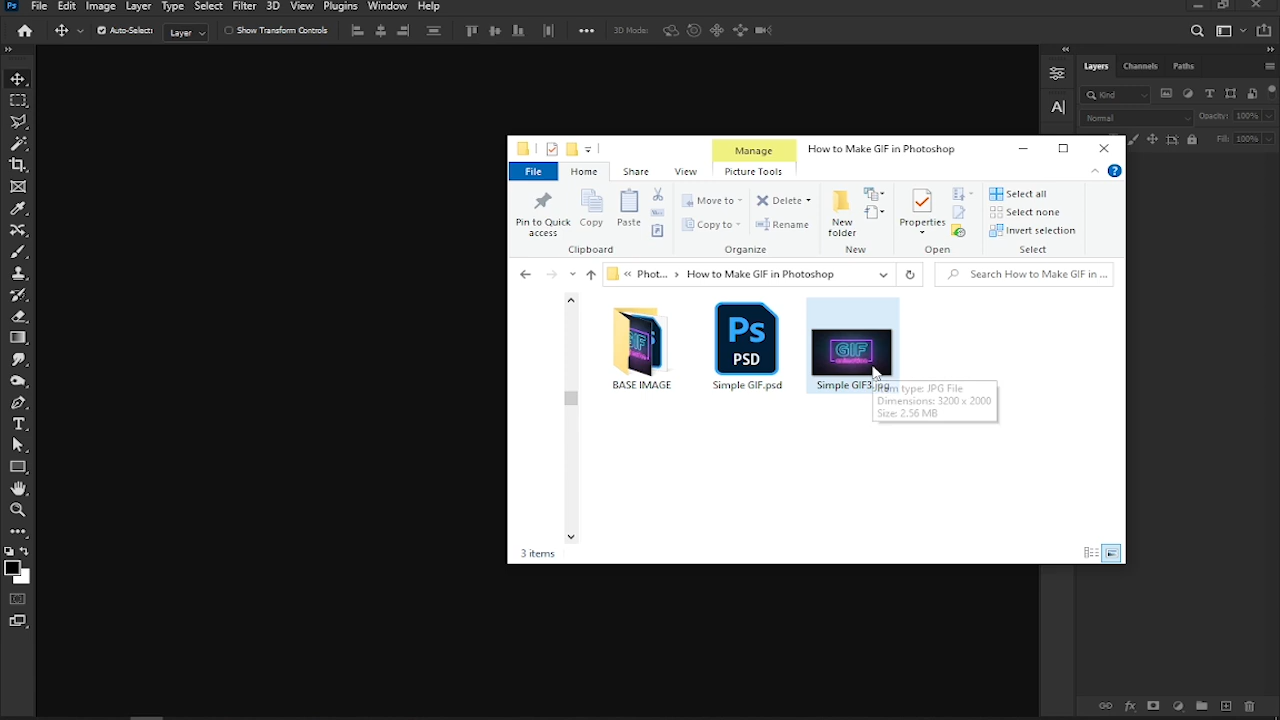 Ps File Edit Image Layer Type Select Filter 3D View Plugins Window Help
Auto-Select: Layer Show Transform Controls 3D Mode:
Layers Channels Paths
Kind
Normal Opacity: 100%
Fill: 100%
Manage How to Make GIF in Photoshop
File Home Share View Picture Tools
Pin to Quick access
Copy
Paste
Clipboard
Move to
Copy to
Delete
Rename
Organize
New folder
New
Properties
Open
Select all
Select none
Invert selection
Select
« Phot... › How to Make GIF in Photoshop
Search How to Make GIF in ...
GIF
Ps
PSD
GIF
BASE IMAGE
Simple GIF.psd
Simple GIF3.jpg
Item type: JPG File
Dimensions: 3200 x 2000
Size: 2.56 MB
3 items